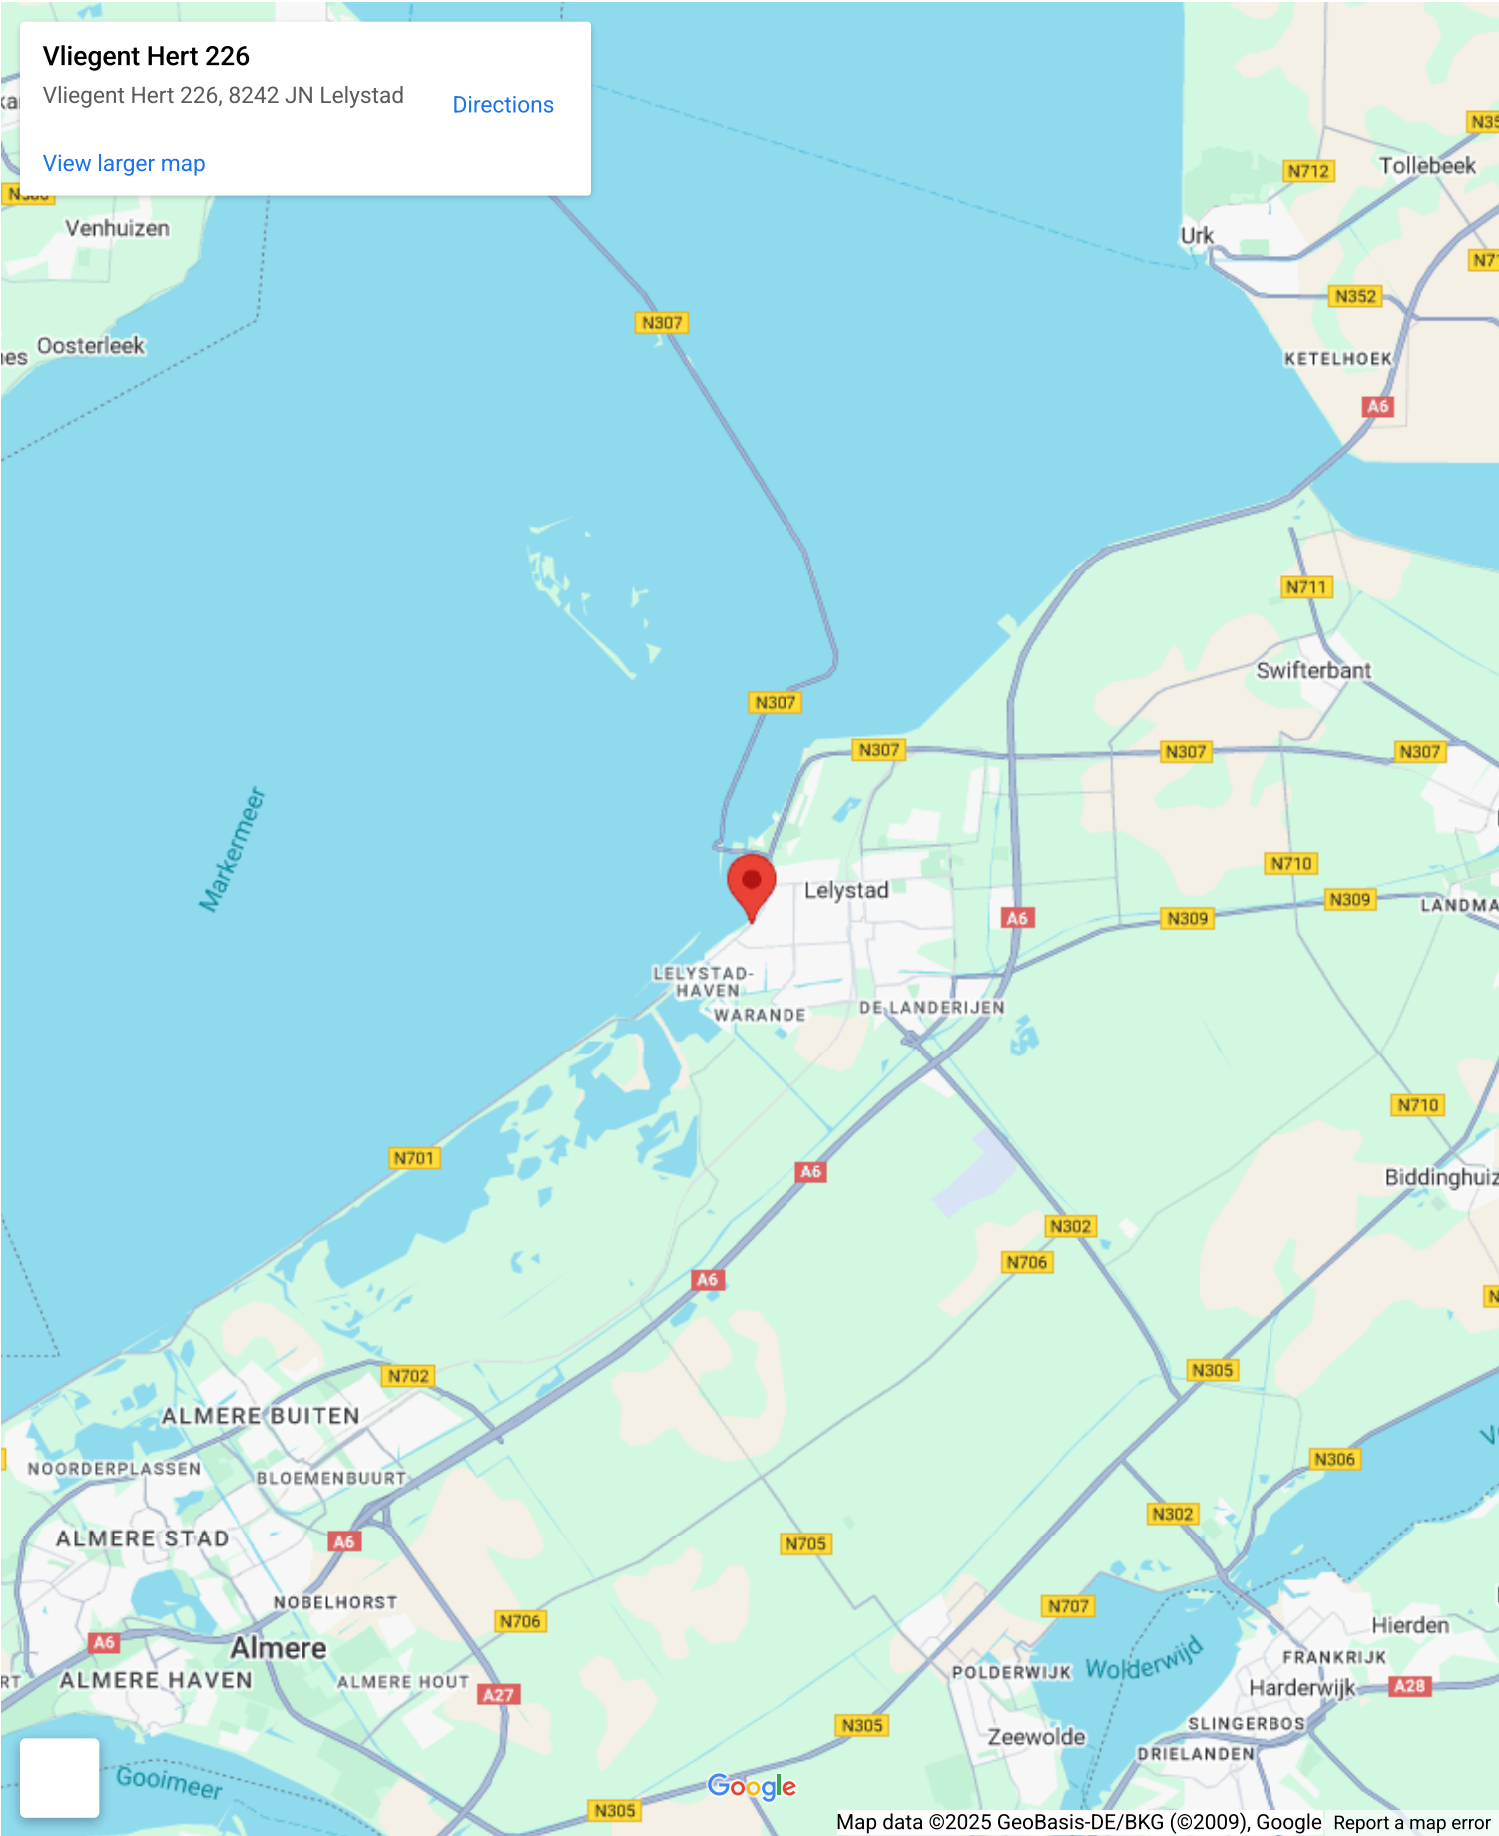 Vliegent Hert 226
Vliegent Hert 226, 8242 JN Lelystad
Directions
View larger map
N712
Tollebeek
Venhuizen
Urk
N352
N307
Oosterleek
KETELHOEK
A6
N711
Swifterbant
N307
N307
N307
N307
Markermeer
N710
Lelystad
N309
A6
N309
LELYSTAD-
HAVEN
WARANDE
DE LANDERIJEN
N710
N701
A6
Biddinghuiz
N302
N706
A6
N305
N702
ALMERE BUITEN
N306
NOORDERPLASSEN
BLOEMENBUURT
N302
ALMERE STAD
A6
N705
NOBELHORST
N707
N706
Hierden
A6
Almere
Wolderwijd
FRANKRIJK
POLDERWIJK
ALMERE HAVEN
ALMERE HOUT
A27
Harderwijk
A28
N305
SLINGERBOS
Zeewolde
DRIELANDEN
Gooimeer
Google
N305
Map data ©2025 GeoBasis-DE/BKG (©2009), Google
Report a map error